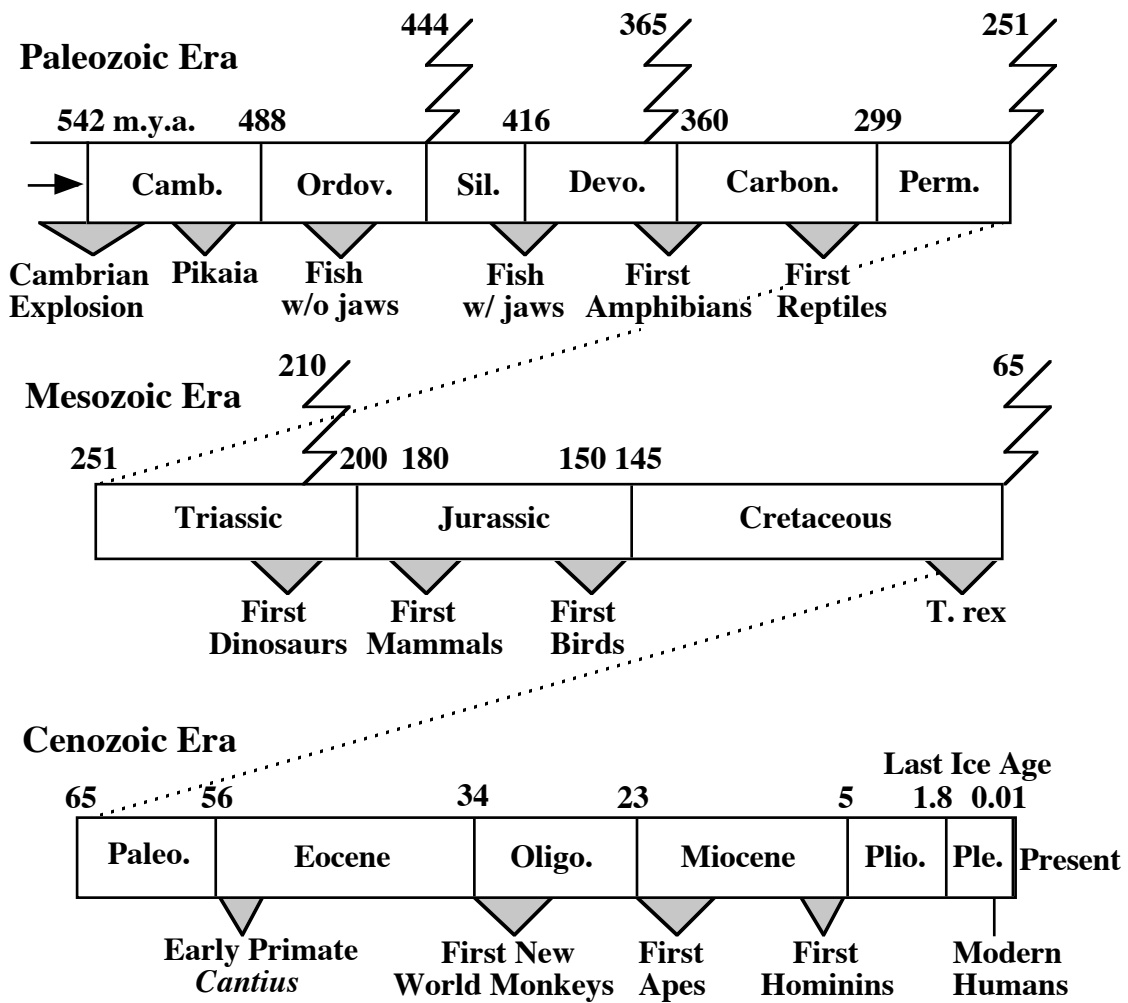 444 365 251
Paleozoic Era
542 m.y.a. 488 416 360 299
Camb. Ordov. Sil. Devo. Carbon. Perm.
Cambrian Pikaia Fish Fish First First
Explosion w/o jaws w/ jaws Amphibians Reptiles
210 65
Mesozoic Era
251 200 180 150 145
Triassic Jurassic Cretaceous
First First First T. rex
Dinosaurs Mammals Birds
Cenozoic Era
Last Ice Age
65 56 34 23 5 1.8 0.01
Paleo. Eocene Oligo. Miocene Plio. Ple. Present
Early Primate First New First First Modern
Cantius World Monkeys Apes Hominins Humans